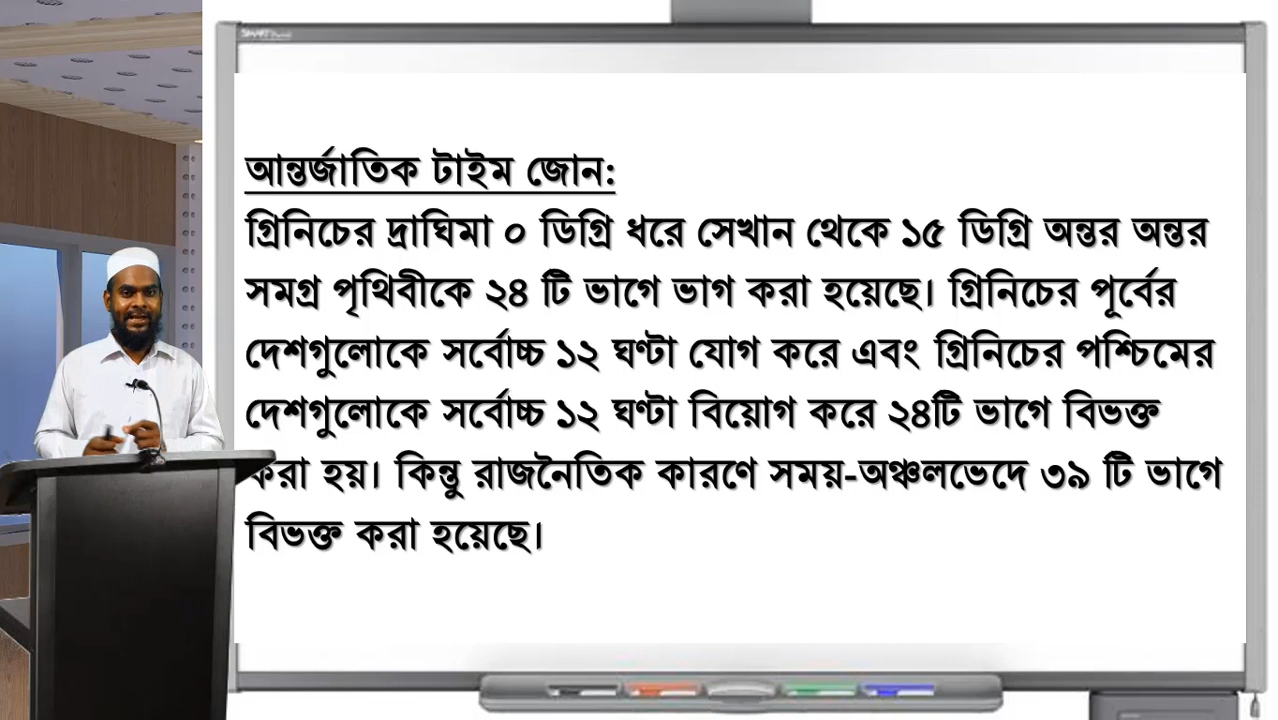 SMART
আন্তর্জাতিক টাইম জোন:
গ্রিনিচের দ্রাঘিমা ০ ডিগ্রি ধরে সেখান থেকে ১৫ ডিগ্রি অন্তর অন্তর
সমগ্র পৃথিবীকে ২৪ টি ভাগে ভাগ করা হয়েছে। গ্রিনিচের পূর্বের
দেশগুলোকে সর্বোচ্চ ১২ ঘণ্টা যোগ করে এবং গ্রিনিচের পশ্চিমের
দেশগুলোকে সর্বোচ্চ ১২ ঘণ্টা বিয়োগ করে ২৪টি ভাগে বিভক্ত
করা হয়। কিন্তু রাজনৈতিক কারণে সময়-অঞ্চলভেদে ৩৯ টি ভাগে
বিভক্ত করা হয়েছে।